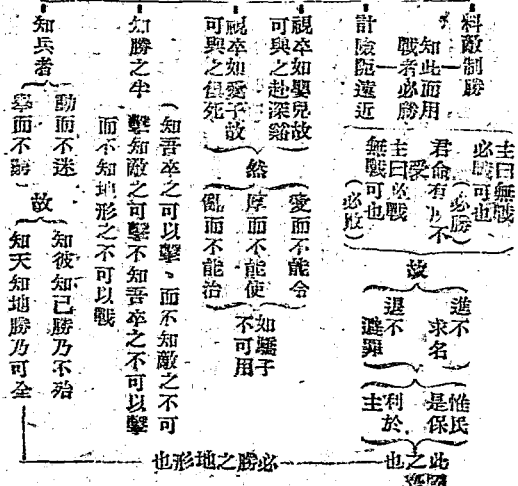 料敵制勝
計險阨遠近
知此而用
戰者必勝
主曰無戰
必戰可也
(必勝)
君命有所不
愛
主曰必戰
無戰可也
(必敗)
故
進不
求名
退不
避罪
惟民
是保
利於
主
此國
之
也
視卒如嬰兒故
可與之赴深谿
視卒如愛子故
可與之俱死
然
愛而不能令
厚而不能使
亂而不能治
如驕子
不可用
知勝之半
(知吾卒之可以擊、而不知敵之不可
擊知敵之可擊不知吾卒之不可以擊
而不知地形之不可以戰
知兵者
動而不迷
舉而不窮
故
知彼知己勝乃不殆
知天知地勝乃可全
必勝之地形也